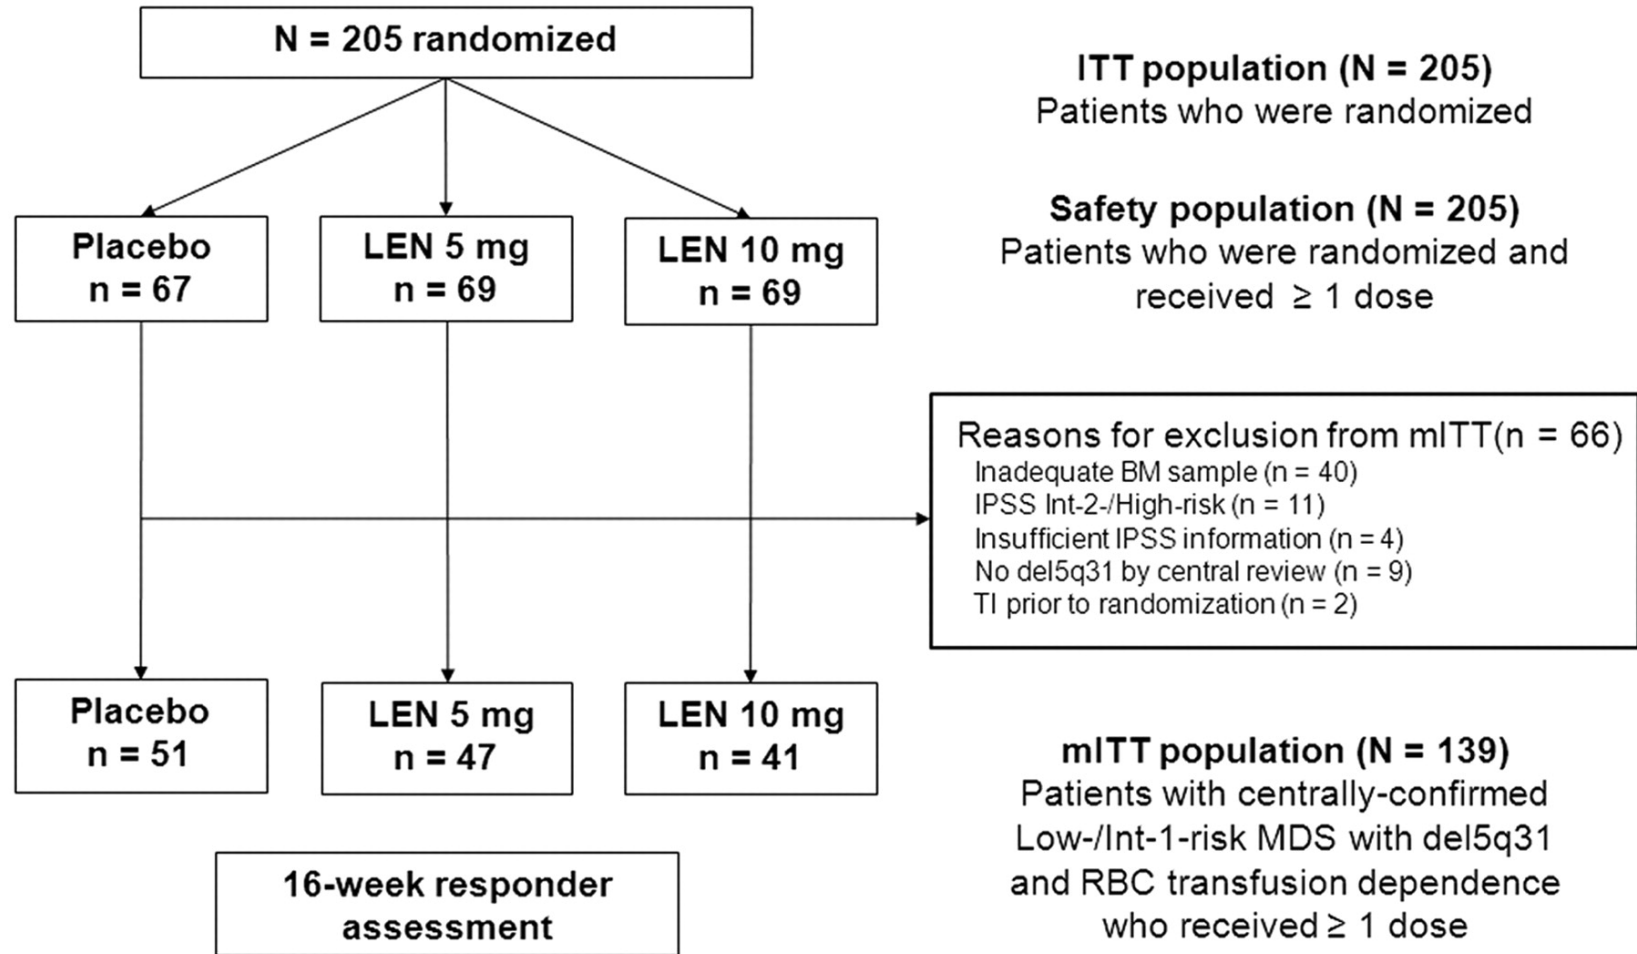 N = 205 randomized
ITT population (N = 205)
Patients who were randomized
Safety population (N = 205)
Patients who were randomized and
received ≥ 1 dose
Placebo
n = 67
LEN 5 mg
n = 69
LEN 10 mg
n = 69
Reasons for exclusion from mITT(n = 66)
Inadequate BM sample (n = 40)
IPSS Int-2-/High-risk (n = 11)
Insufficient IPSS information (n = 4)
No del5q31 by central review (n = 9)
TI prior to randomization (n = 2)
Placebo
n = 51
LEN 5 mg
n = 47
LEN 10 mg
n = 41
mITT population (N = 139)
Patients with centrally-confirmed
Low-/Int-1-risk MDS with del5q31
and RBC transfusion dependence
who received ≥ 1 dose
16-week responder
assessment